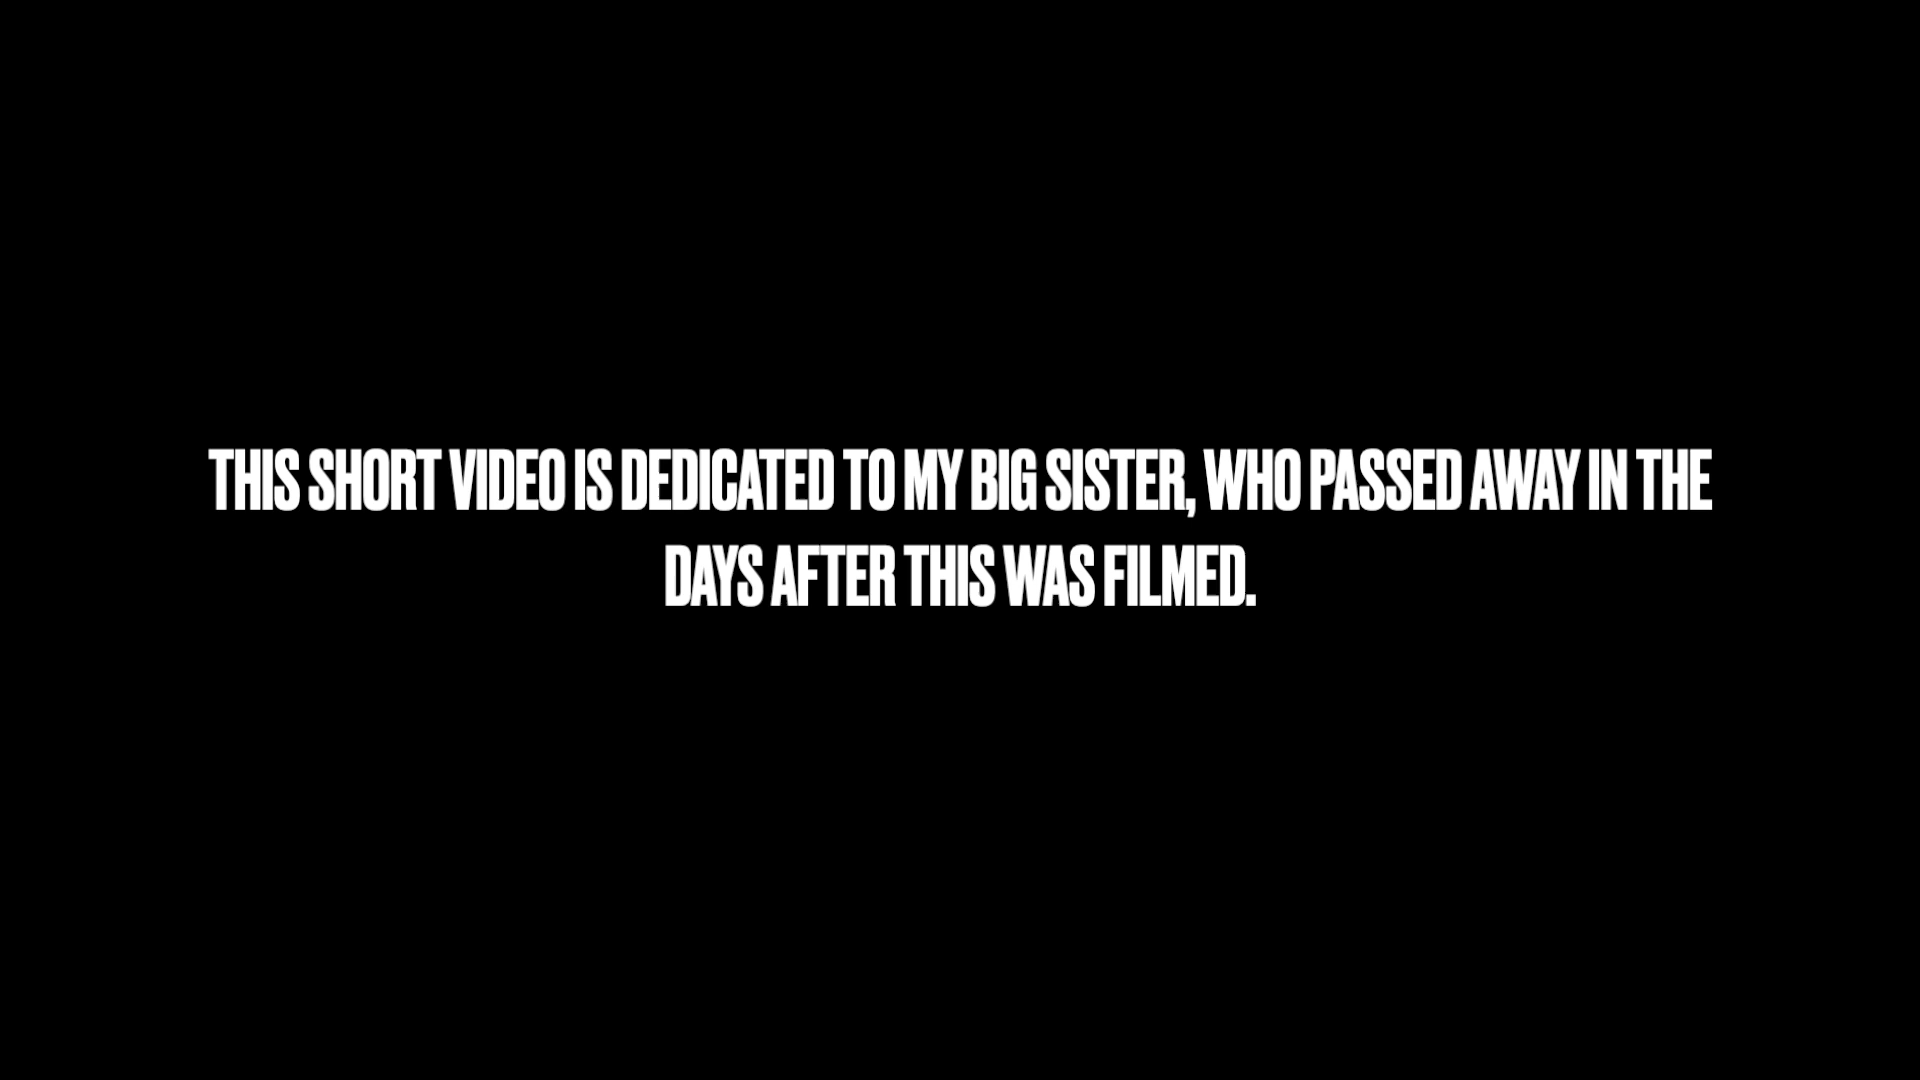 THIS SHORT VIDEO IS DEDICATED TO MY BIG SISTER, WHO PASSED AWAY IN THE
DAYS AFTER THIS WAS FILMED.